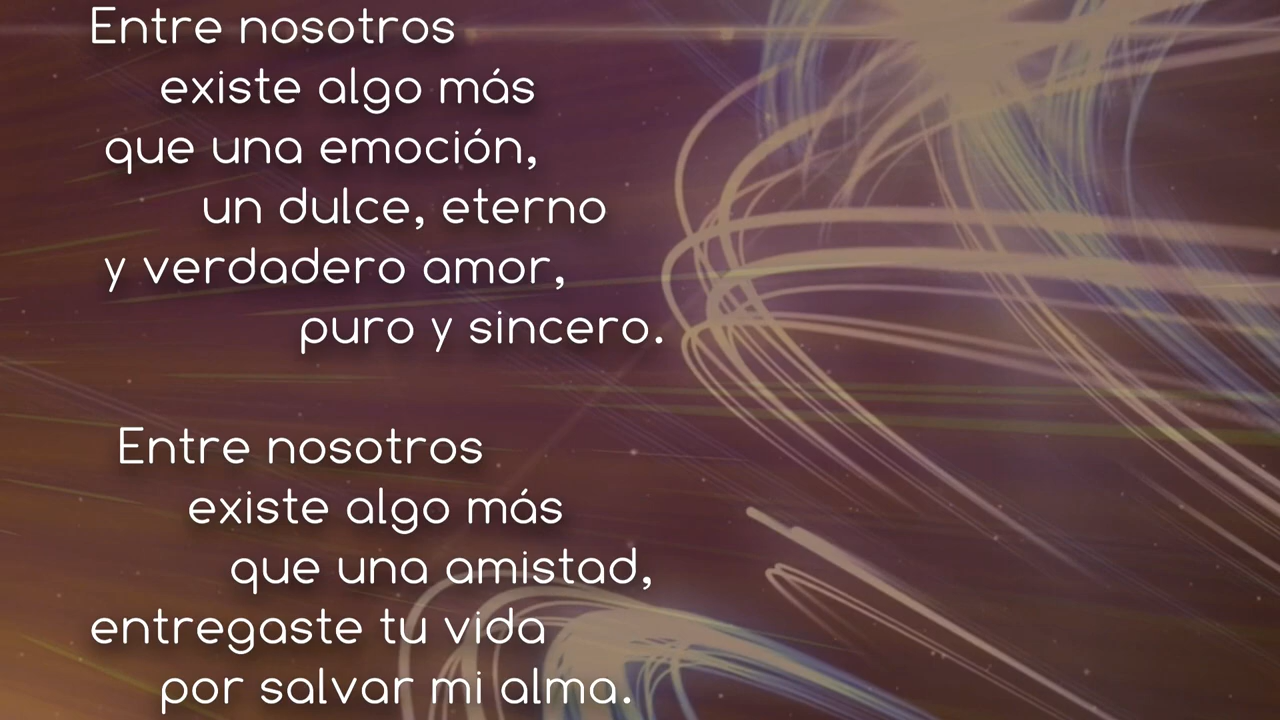 Entre nosotros
existe algo más
que una emoción,
un dulce, eterno
y verdadero amor,
puro y sincero.
Entre nosotros
existe algo más
que una amistad,
entregaste tu vida
por salvar mi alma.